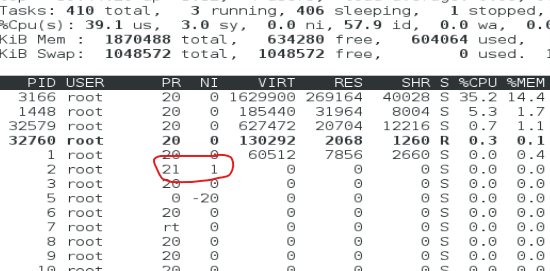 Tasks: 410 total, 3 running, 406 sleeping, 1 stopped,
%Cpu(s): 39.1 us, 3.0 sy, 0.0 ni, 57.9 id, 0.0 wa, 0.0
KiB Mem : 1870488 total, 634280 free, 604064 used,
KiB Swap: 1048572 total, 1048572 free, 0 used.
PID USER PR NI VIRT RES SHR S %CPU %MEM
3166 root 20 0 1629900 269164 40028 S 35.2 14.4
1448 root 20 0 185440 31964 8004 S 5.3 1.7
32579 root 20 0 627472 20704 12216 S 0.7 1.1
32760 root 20 0 130292 2068 1260 R 0.3 0.1
1 root 20 0 60512 7856 2660 S 0.0 0.4
2 root 21 1 0 0 0 S 0.0 0.0
3 root 20 0 0 0 0 S 0.0 0.0
5 root 0 -20 0 0 0 S 0.0 0.0
6 root 20 0 0 0 0 S 0.0 0.0
7 root rt 0 0 0 0 S 0.0 0.0
8 root 20 0 0 0 0 S 0.0 0.0
9 root 20 0 0 0 0 S 0.0 0.0
10 root 20 0 0 0 0 S 0.0 0.0